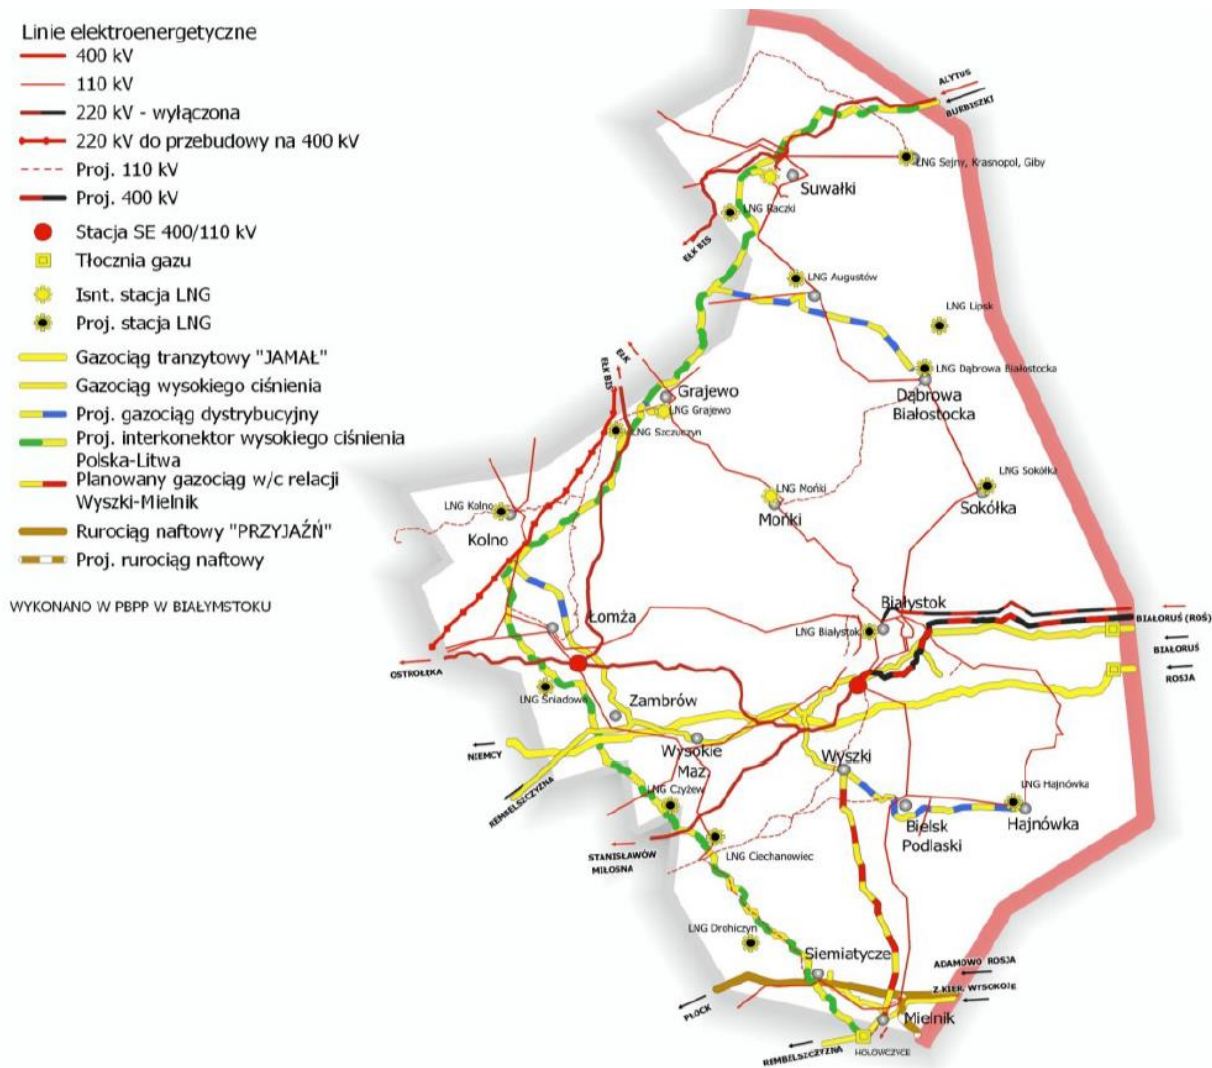 Linie elektroenergetyczne
400 kV
110 kV
220 kV - wyłączona
220 kV do przebudowy na 400 kV
Proj. 110 kV
Proj. 400 kV
Stacja SE 400/110 kV
Tłocznia gazu
Isnt. stacja LNG
Proj. stacja LNG
Gazociąg tranzytowy "JAMAŁ"
Gazociąg wysokiego ciśnienia
Proj. gazociąg dystrybucyjny
Proj. interkonektor wysokiego ciśnienia
Polska-Litwa
Planowany gazociąg w/c relacji
Wyszki-Mielnik
Rurociąg naftowy "PRZYJAŹŃ"
Proj. rurociąg naftowy
WYKONANO W PBPP W BIAŁYMSTOKU
ALYTUS
BURBISZKI
LNG Sejny, Krasnopol, Giby
Suwałki
LNG Raczki
EŁK BIS
LNG Augustów
LNG Lipsk
EŁK
EŁK BIS
LNG Dąbrowa Białostocka
Grajewo
Dąbrowa
Białostocka
LNG Grajewo
LNG Szczuczyn
LNG Sokółka
LNG Mońki
LNG Kolno
Sokółka
Mońki
Kolno
Białystok
Łomża
BIAŁORUŚ (ROŚ)
LNG Białystok
BIAŁORUŚ
OSTROŁĘKA
ROSJA
LNG Śniadowo
Zambrów
NIEMCY
Wysokie
Maz.
Wyszki
LNG Hajnówka
LNG Czyżew
REMBELSZCZYZNA
Bielsk
Podlaski
Hajnówka
STANISŁAWÓW
MIŁOSNA
LNG Ciechanowiec
LNG Drohiczyn
Siemiatycze
ADAMOWO ROSJA
Z KIER. WYSOKOJE
PŁOCK
Mielnik
REMBELSZCZYZNA
HOŁOWCZYCE